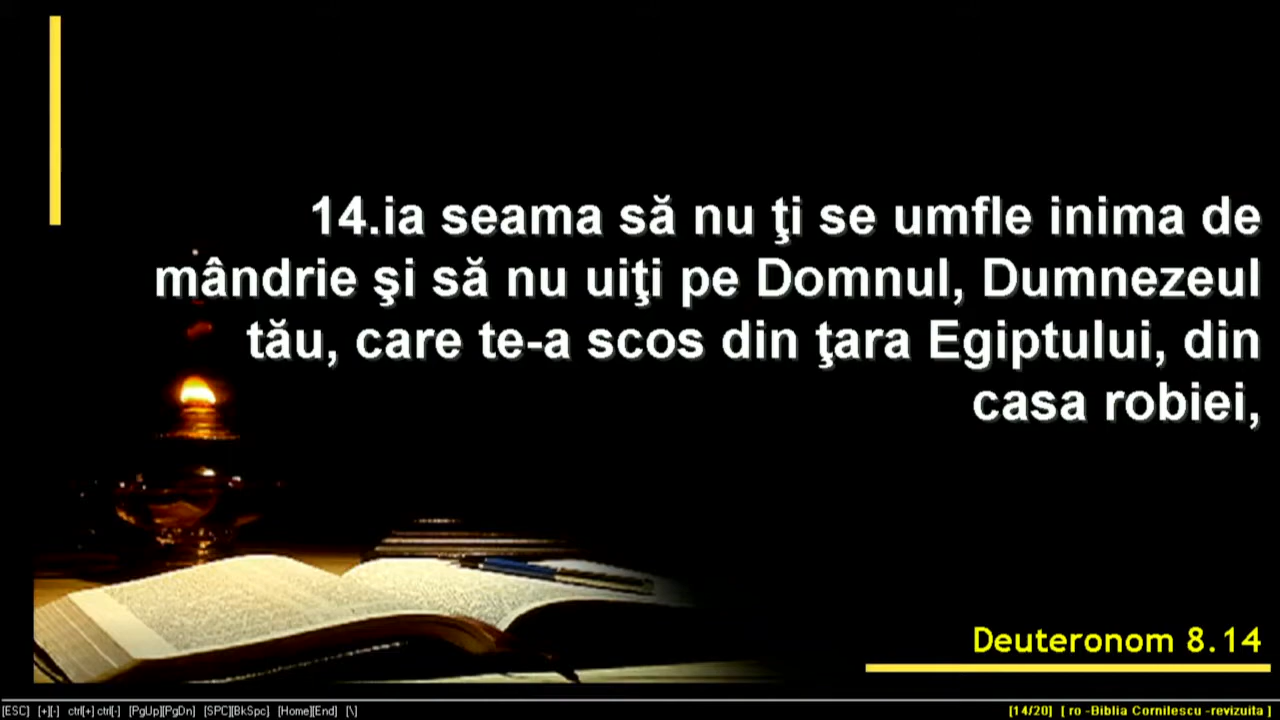 14.ia seama să nu ţi se umfle inima de
mândrie şi să nu uiţi pe Domnul, Dumnezeul
tău, care te-a scos din ţara Egiptului, din
casa robiei,
Deuteronom 8.14
[ESC] [+][-] ctrl[+] ctrl[-] [PgUp][PgDn] [SPC][BkSpc] [Home][End] [\] [14/20] [ ro -Biblia Cornilescu -revizuita ]